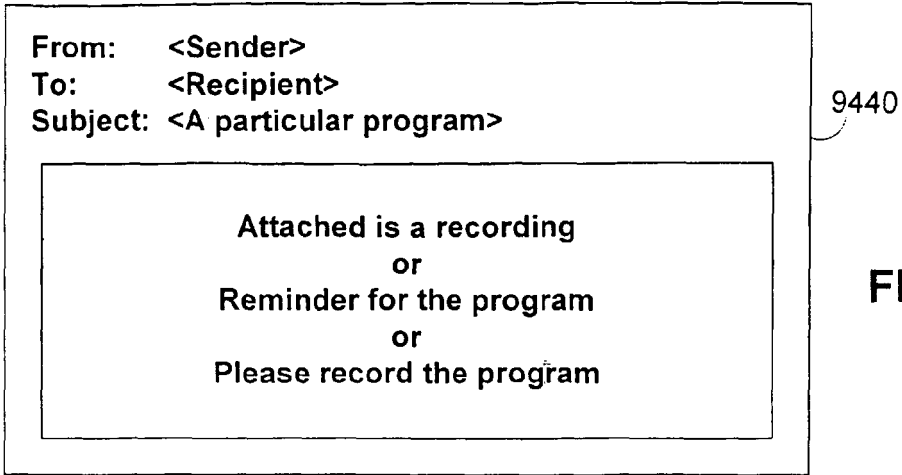 From: <Sender>
To: <Recipient>
Subject: <A particular program>
9440
Attached is a recording
or
Reminder for the program
or
Please record the program